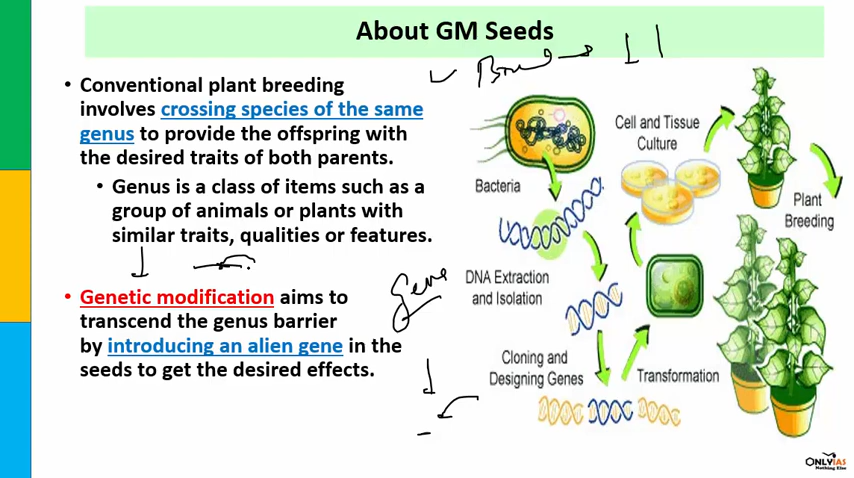 About GM Seeds
• Conventional plant breeding
involves crossing species of the same
genus to provide the offspring with
the desired traits of both parents.
• Genus is a class of items such as a
group of animals or plants with
similar traits, qualities or features.
• Genetic modification aims to
transcend the genus barrier
by introducing an alien gene in the
seeds to get the desired effects.
Gene
Bacteria
DNA Extraction
and Isolation
Cloning and
Designing Genes
Transformation
Cell and Tissue
Culture
Plant
Breeding
ONLYIAS
Nothing Else